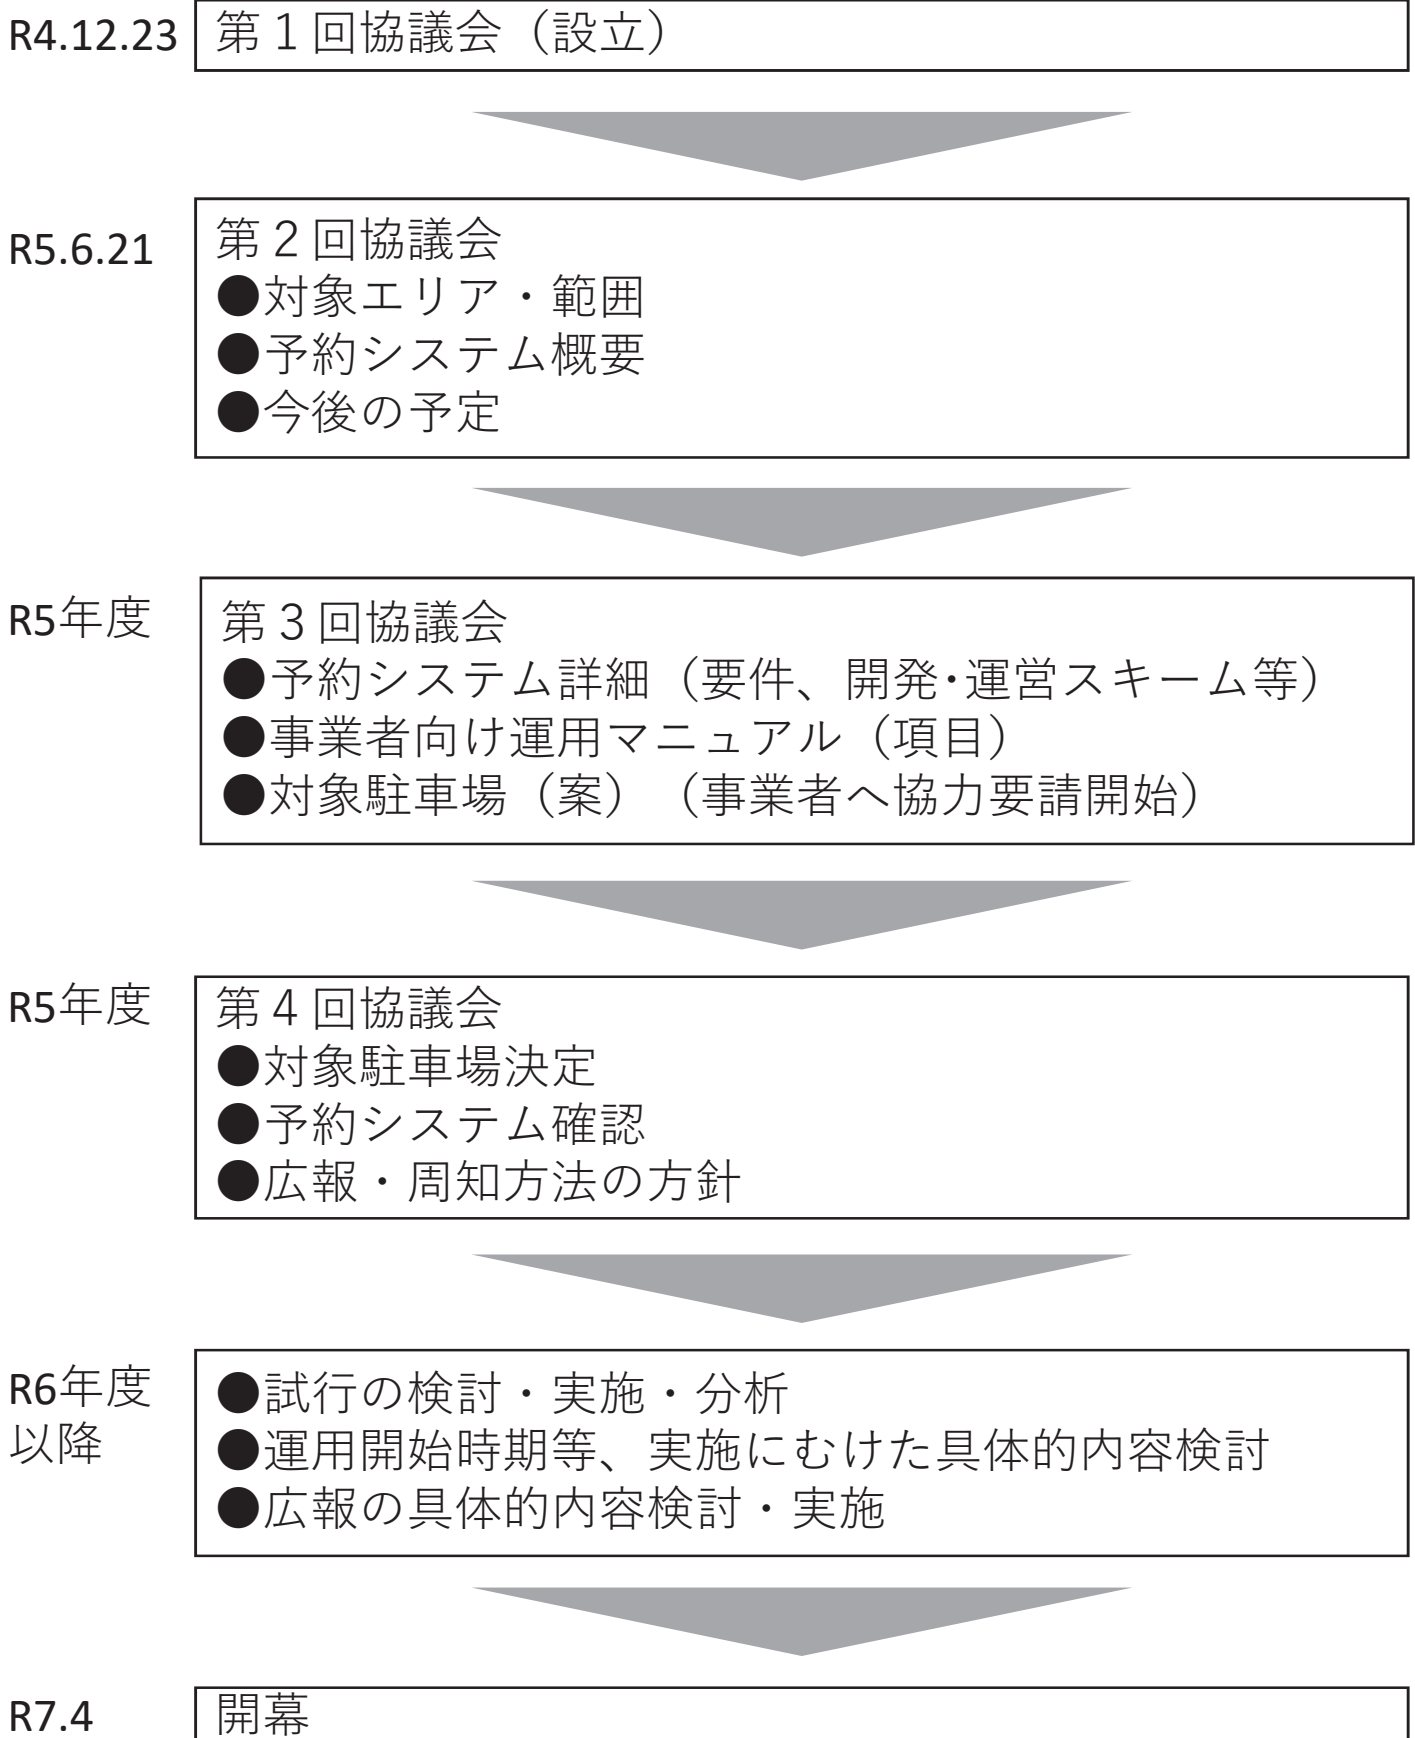 R4.12.23 第１回協議会（設立）
R5.6.21 第２回協議会
●対象エリア・範囲
●予約システム概要
●今後の予定
R5年度 第３回協議会
●予約システム詳細（要件、開発・運営スキーム等）
●事業者向け運用マニュアル（項目）
●対象駐車場（案）（事業者へ協力要請開始）
R5年度 第４回協議会
●対象駐車場決定
●予約システム確認
●広報・周知方法の方針
R6年度
以降
●試行の検討・実施・分析
●運用開始時期等、実施にむけた具体的内容検討
●広報の具体的内容検討・実施
R7.4 開幕